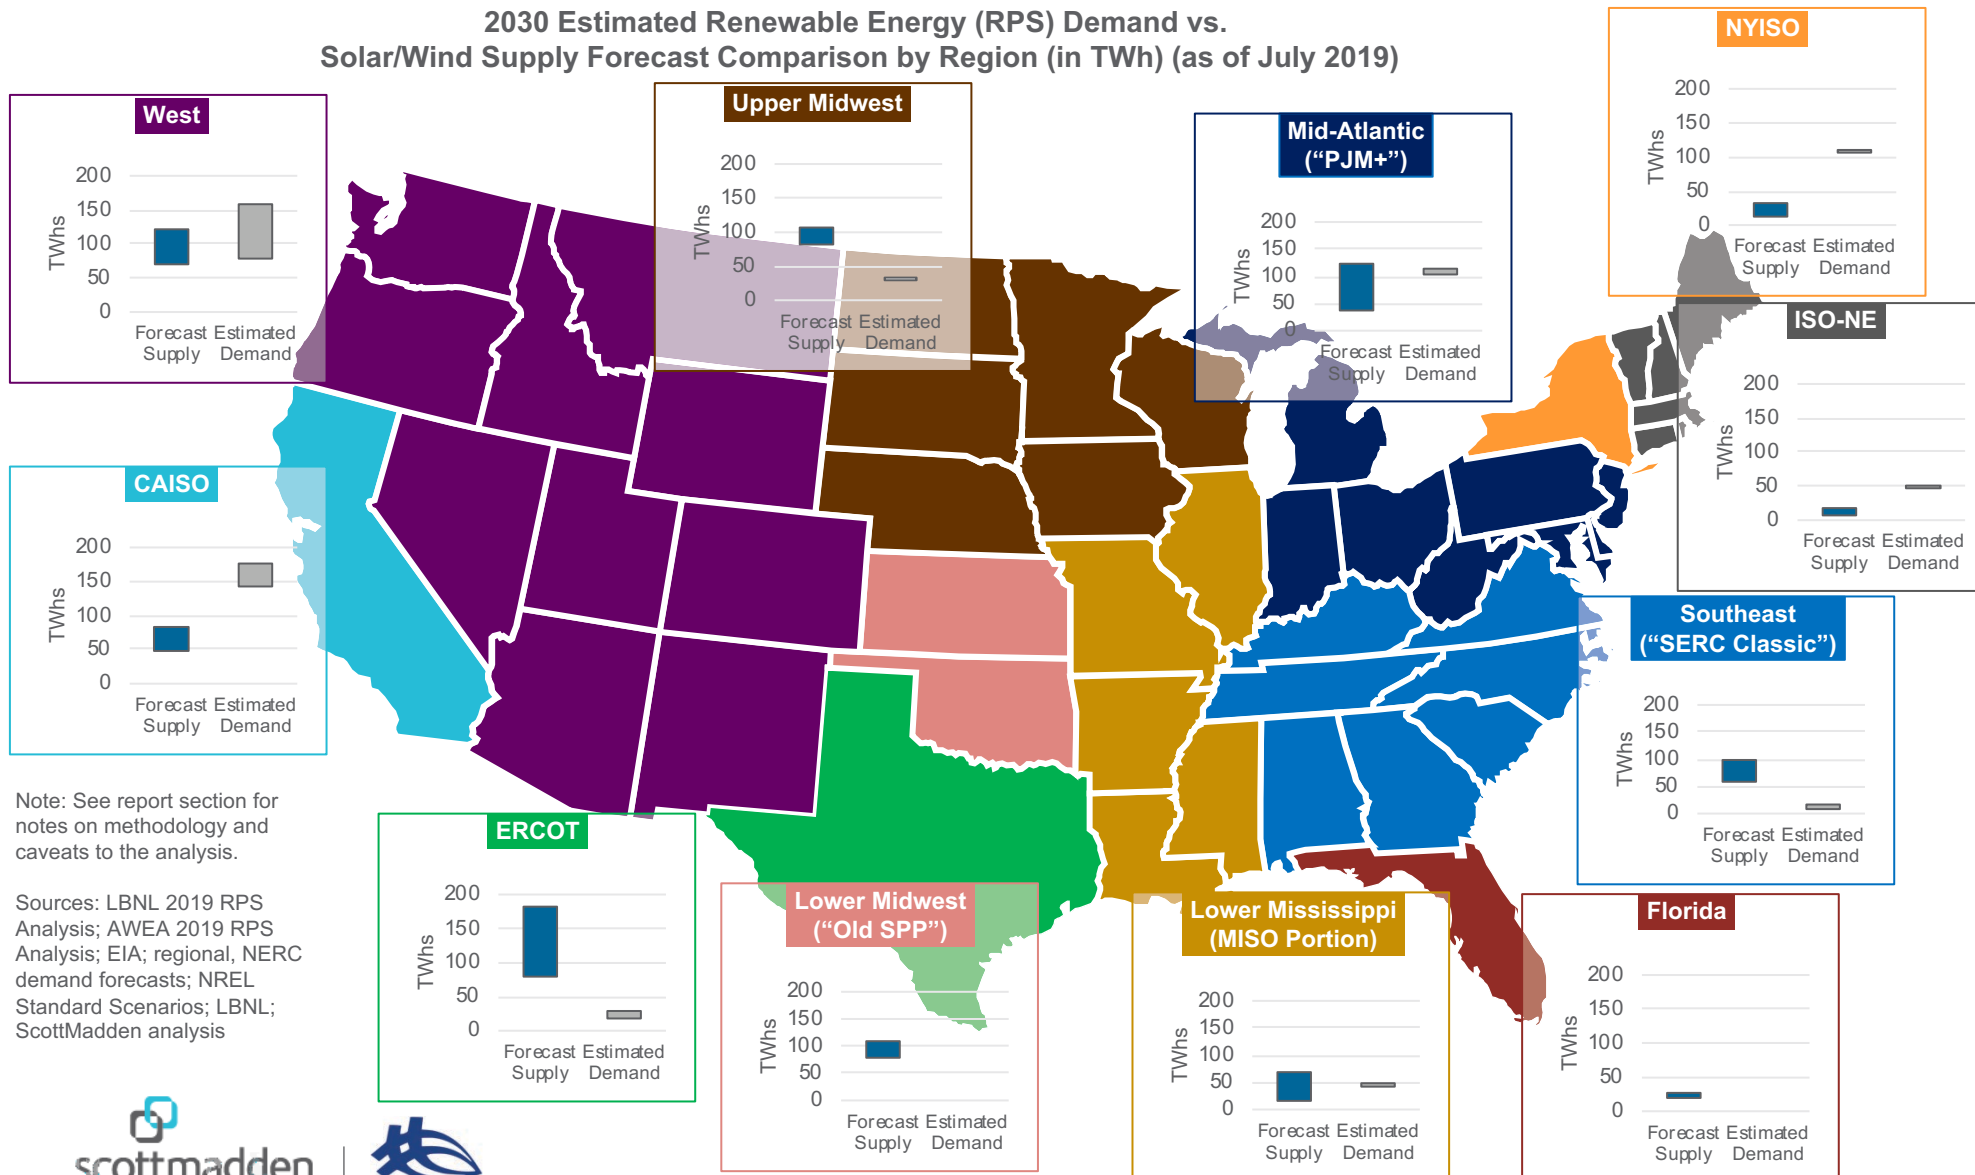 2030 Estimated Renewable Energy (RPS) Demand vs.
Solar/Wind Supply Forecast Comparison by Region (in TWh) (as of July 2019)
West
TWhs
200
150
100
50
0
Forecast Estimated
Supply Demand
Upper Midwest
TWhs
200
150
100
50
0
Forecast Estimated
Supply Demand
Mid-Atlantic
(“PJM+”)
TWhs
200
150
100
50
0
Forecast Estimated
Supply Demand
NYISO
TWhs
200
150
100
50
0
Forecast Estimated
Supply Demand
ISO-NE
TWhs
200
150
100
50
0
Forecast Estimated
Supply Demand
CAISO
TWhs
200
150
100
50
0
Forecast Estimated
Supply Demand
Southeast
(“SERC Classic”)
TWhs
200
150
100
50
0
Forecast Estimated
Supply Demand
Note: See report section for
notes on methodology and
caveats to the analysis.
Sources: LBNL 2019 RPS
Analysis; AWEA 2019 RPS
Analysis; EIA; regional, NERC
demand forecasts; NREL
Standard Scenarios; LBNL;
ScottMadden analysis
ERCOT
TWhs
200
150
100
50
0
Forecast Estimated
Supply Demand
Lower Midwest
(“Old SPP”)
TWhs
200
150
100
50
0
Forecast Estimated
Supply Demand
Lower Mississippi
(MISO Portion)
TWhs
200
150
100
50
0
Forecast Estimated
Supply Demand
Florida
TWhs
200
150
100
50
0
Forecast Estimated
Supply Demand
scottmadden